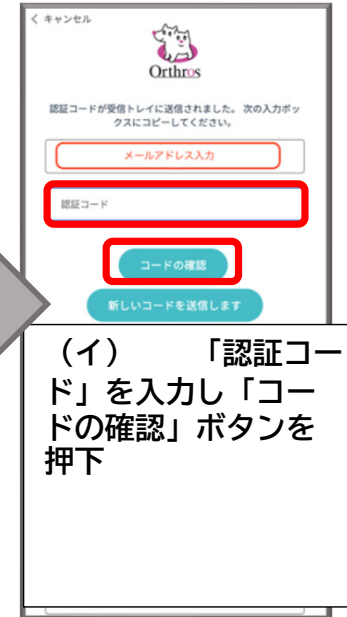 < キャンセル
Orthros
認証コードが受信トレイに送信されました。 次の入力ボッ
クスにコピーしてください。
メールアドレス入力
認証コード
コードの確認
新しいコードを送信します
（イ） 「認証コー
ド」を入力し「コー
ドの確認」ボタンを
押下